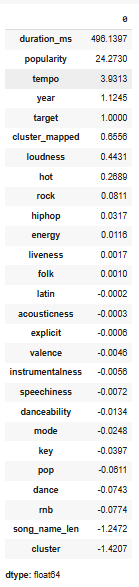 0
duration_ms 496.1397
popularity 24.2730
tempo 3.9313
year 1.1245
target 1.0000
cluster_mapped 0.6556
loudness 0.4431
hot 0.2689
rock 0.0811
hiphop 0.0317
energy 0.0116
liveness 0.0017
folk 0.0010
latin -0.0002
acousticness -0.0003
explicit -0.0006
valence -0.0046
instrumentalness -0.0056
speechiness -0.0072
danceability -0.0134
mode -0.0248
key -0.0397
pop -0.0611
dance -0.0743
rnb -0.0774
song_name_len -1.2472
cluster -1.4207
dtype: float64